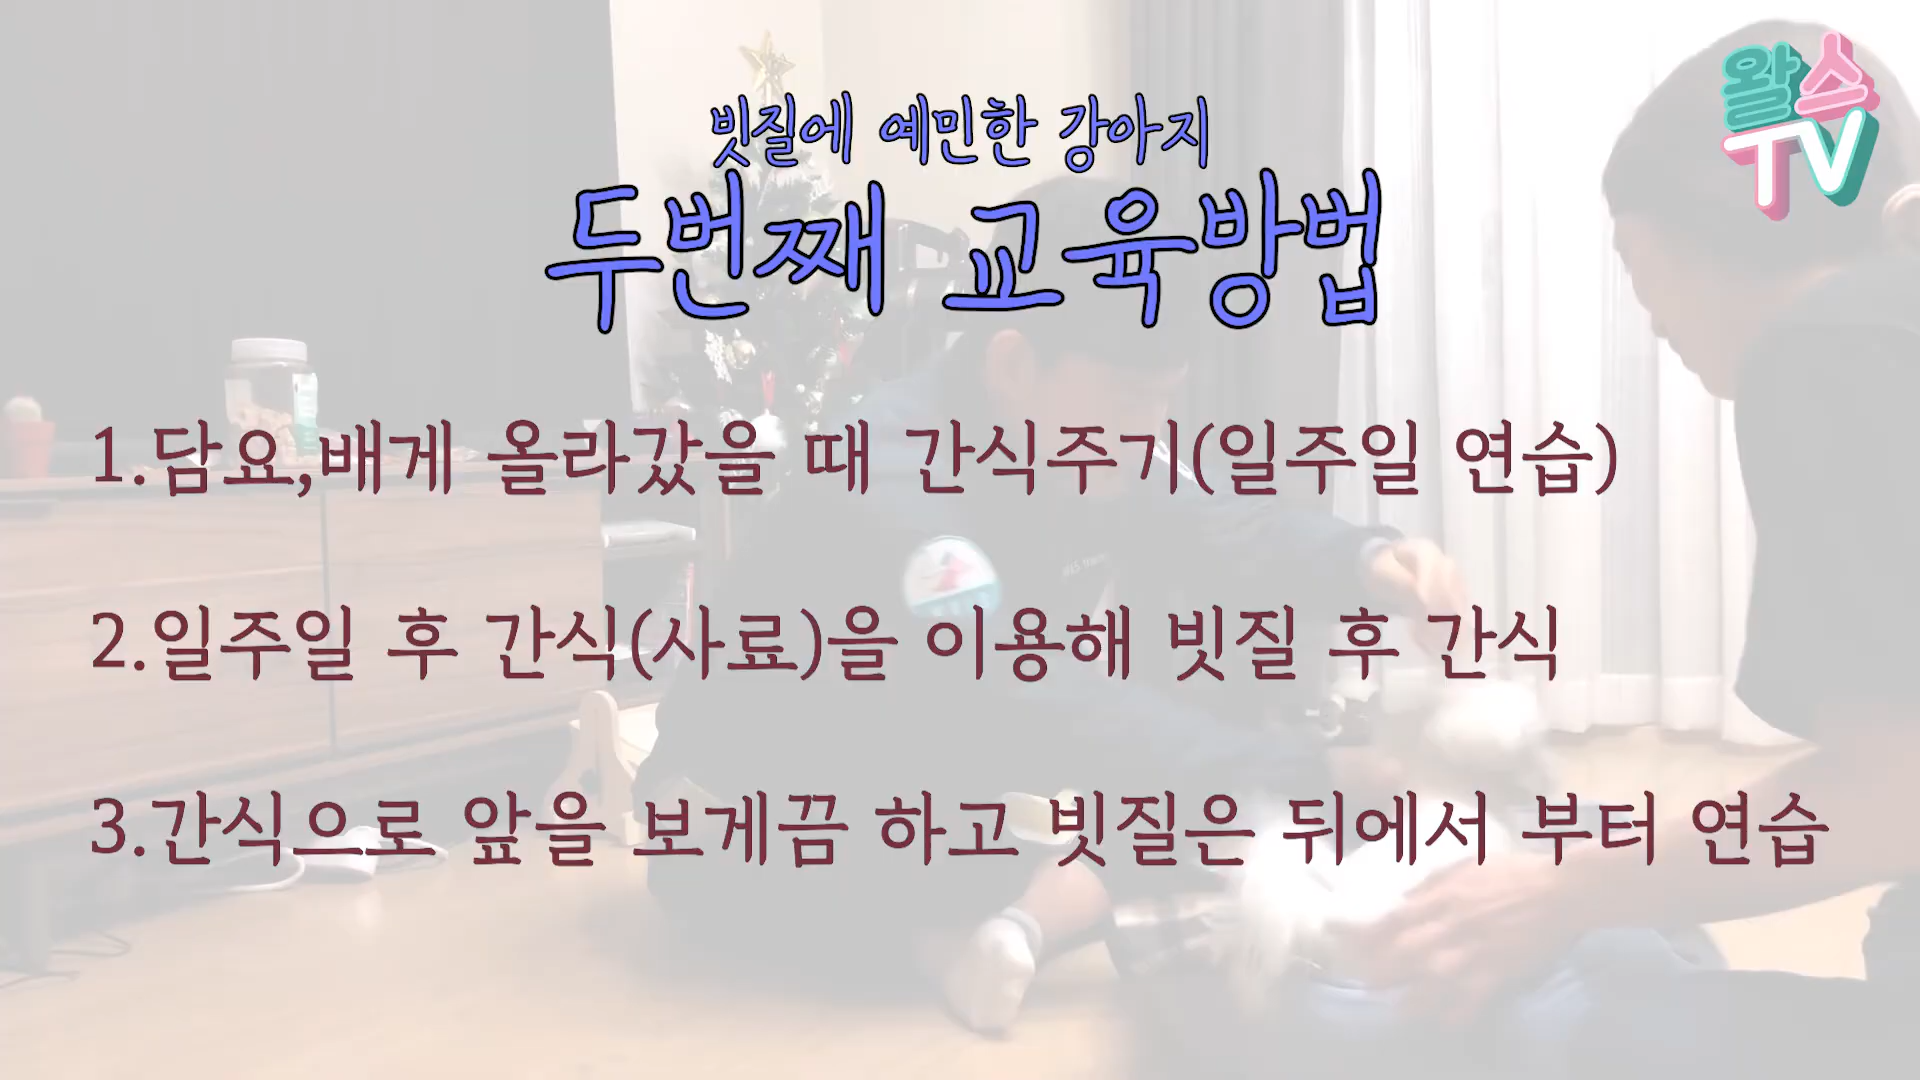 왈스
TV
빗질에 예민한 강아지
두번째 교육방법
1.담요,배게 올라갔을 때 간식주기(일주일 연습)
2.일주일 후 간식(사료)을 이용해 빗질 후 간식
3.간식으로 앞을 보게끔 하고 빗질은 뒤에서 부터 연습